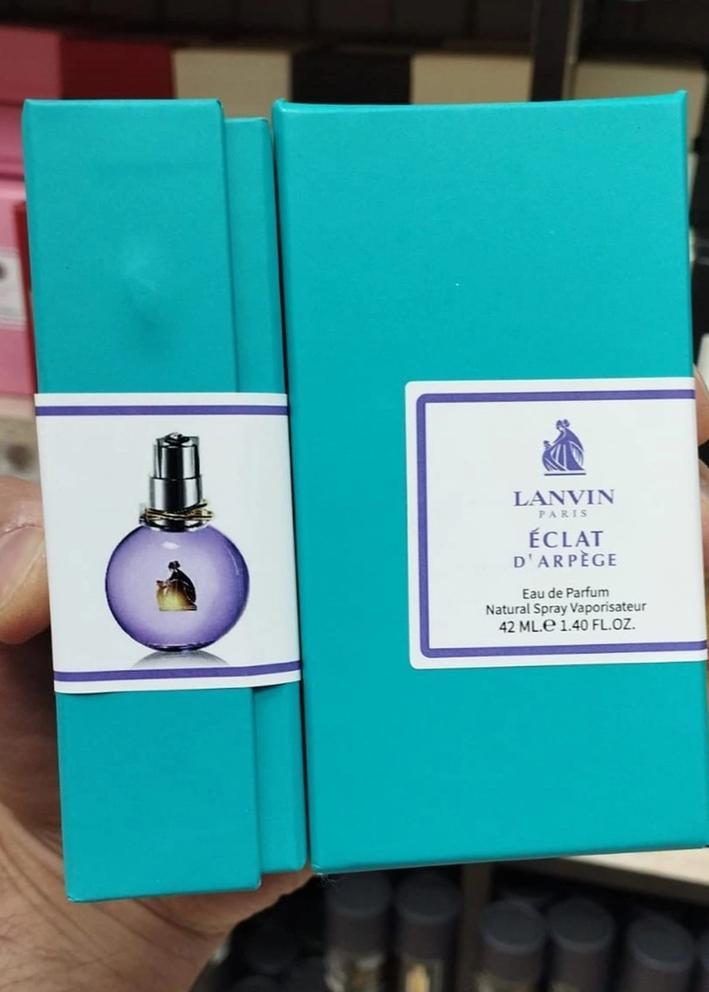 LANVIN
PARIS
ÉCLAT
D'ARPÈGE
Eau de Parfum
Natural Spray Vaporisateur
42 ML.℮ 1.40 FL.OZ.